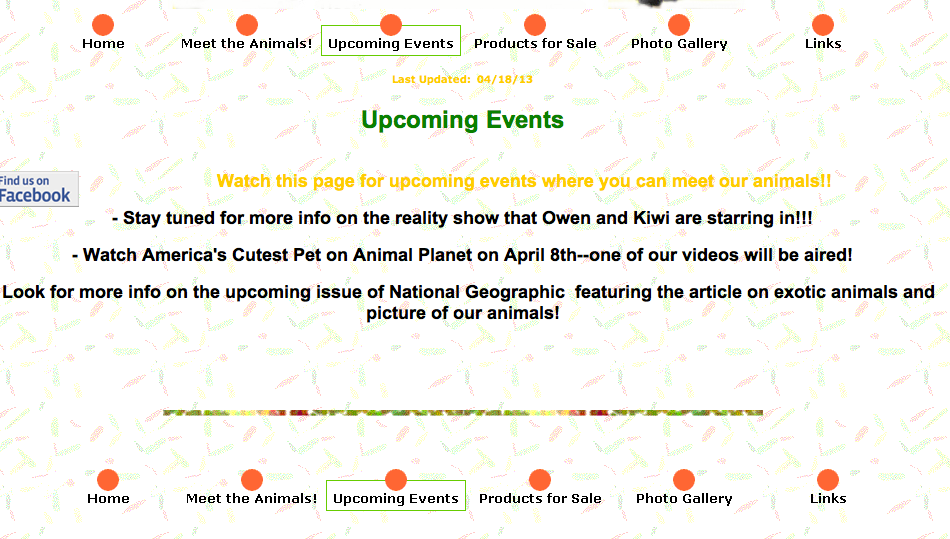 Home Meet the Animals! Upcoming Events Products for Sale Photo Gallery Links
Last Updated: 04/18/13
Upcoming Events
Find us on
Facebook
Watch this page for upcoming events where you can meet our animals!!
- Stay tuned for more info on the reality show that Owen and Kiwi are starring in!!!
- Watch America's Cutest Pet on Animal Planet on April 8th--one of our videos will be aired!
Look for more info on the upcoming issue of National Geographic  featuring the article on exotic animals and
picture of our animals!
Home Meet the Animals! Upcoming Events Products for Sale Photo Gallery Links